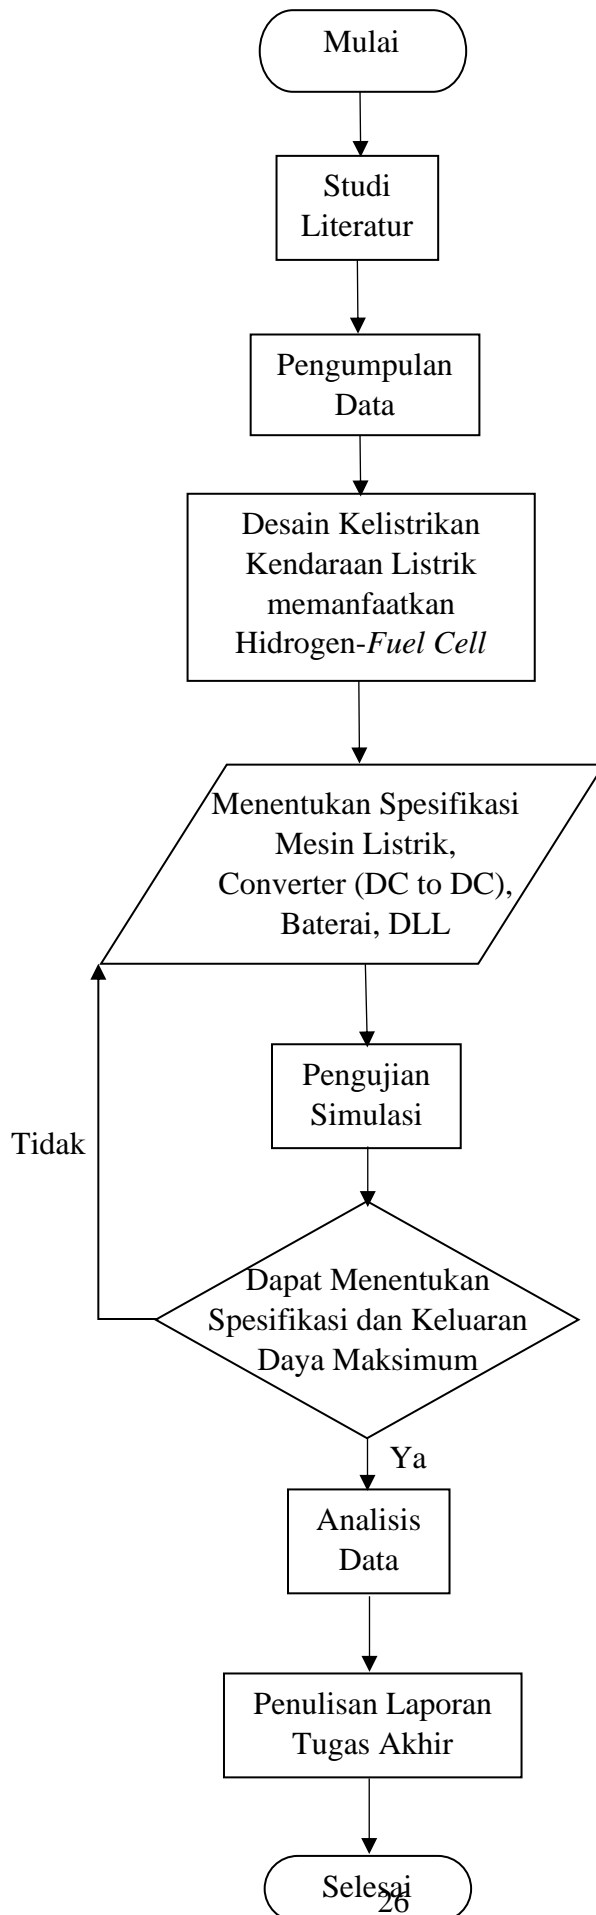 Mulai
Studi
Literatur
Pengumpulan
Data
Desain Kelistrikan
Kendaraan Listrik
memanfaatkan
Hidrogen-Fuel Cell
Menentukan Spesifikasi
Mesin Listrik,
Converter (DC to DC),
Baterai, DLL
Pengujian
Simulasi
Tidak
Dapat Menentukan
Spesifikasi dan Keluaran
Daya Maksimum
Ya
Analisis
Data
Penulisan Laporan
Tugas Akhir
Selesai
26